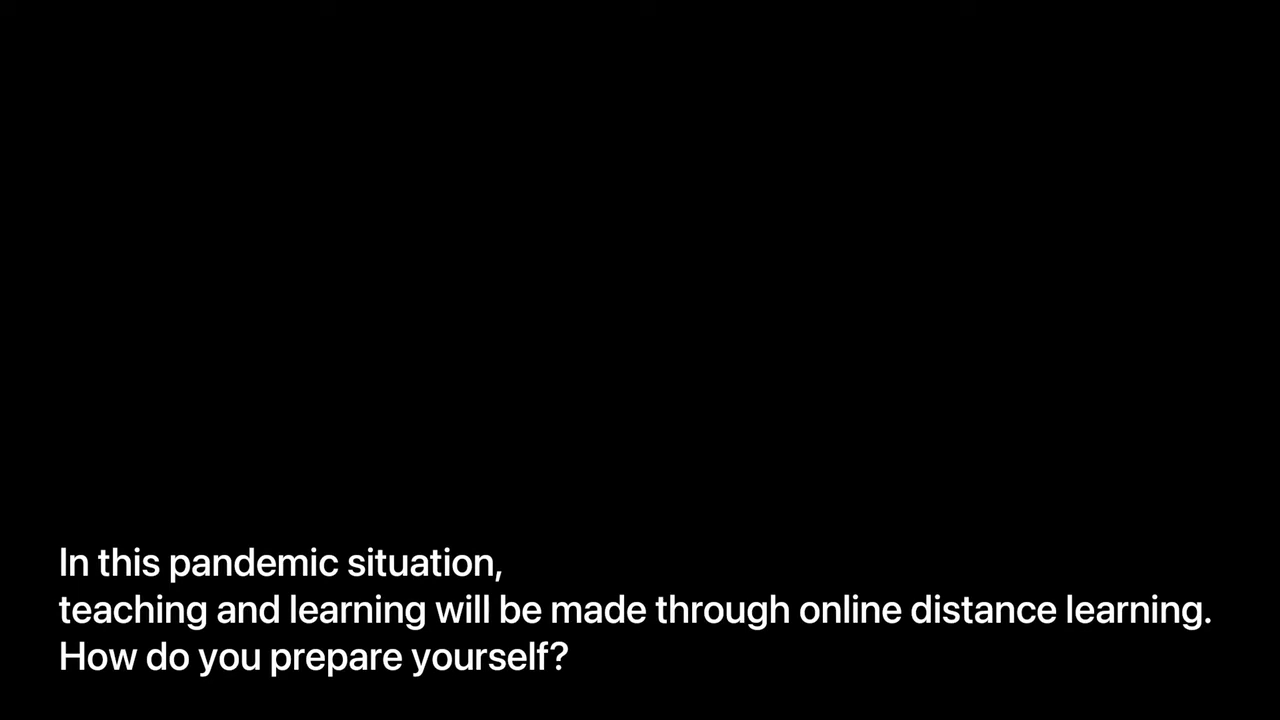 In this pandemic situation,
teaching and learning will be made through online distance learning.
How do you prepare yourself?